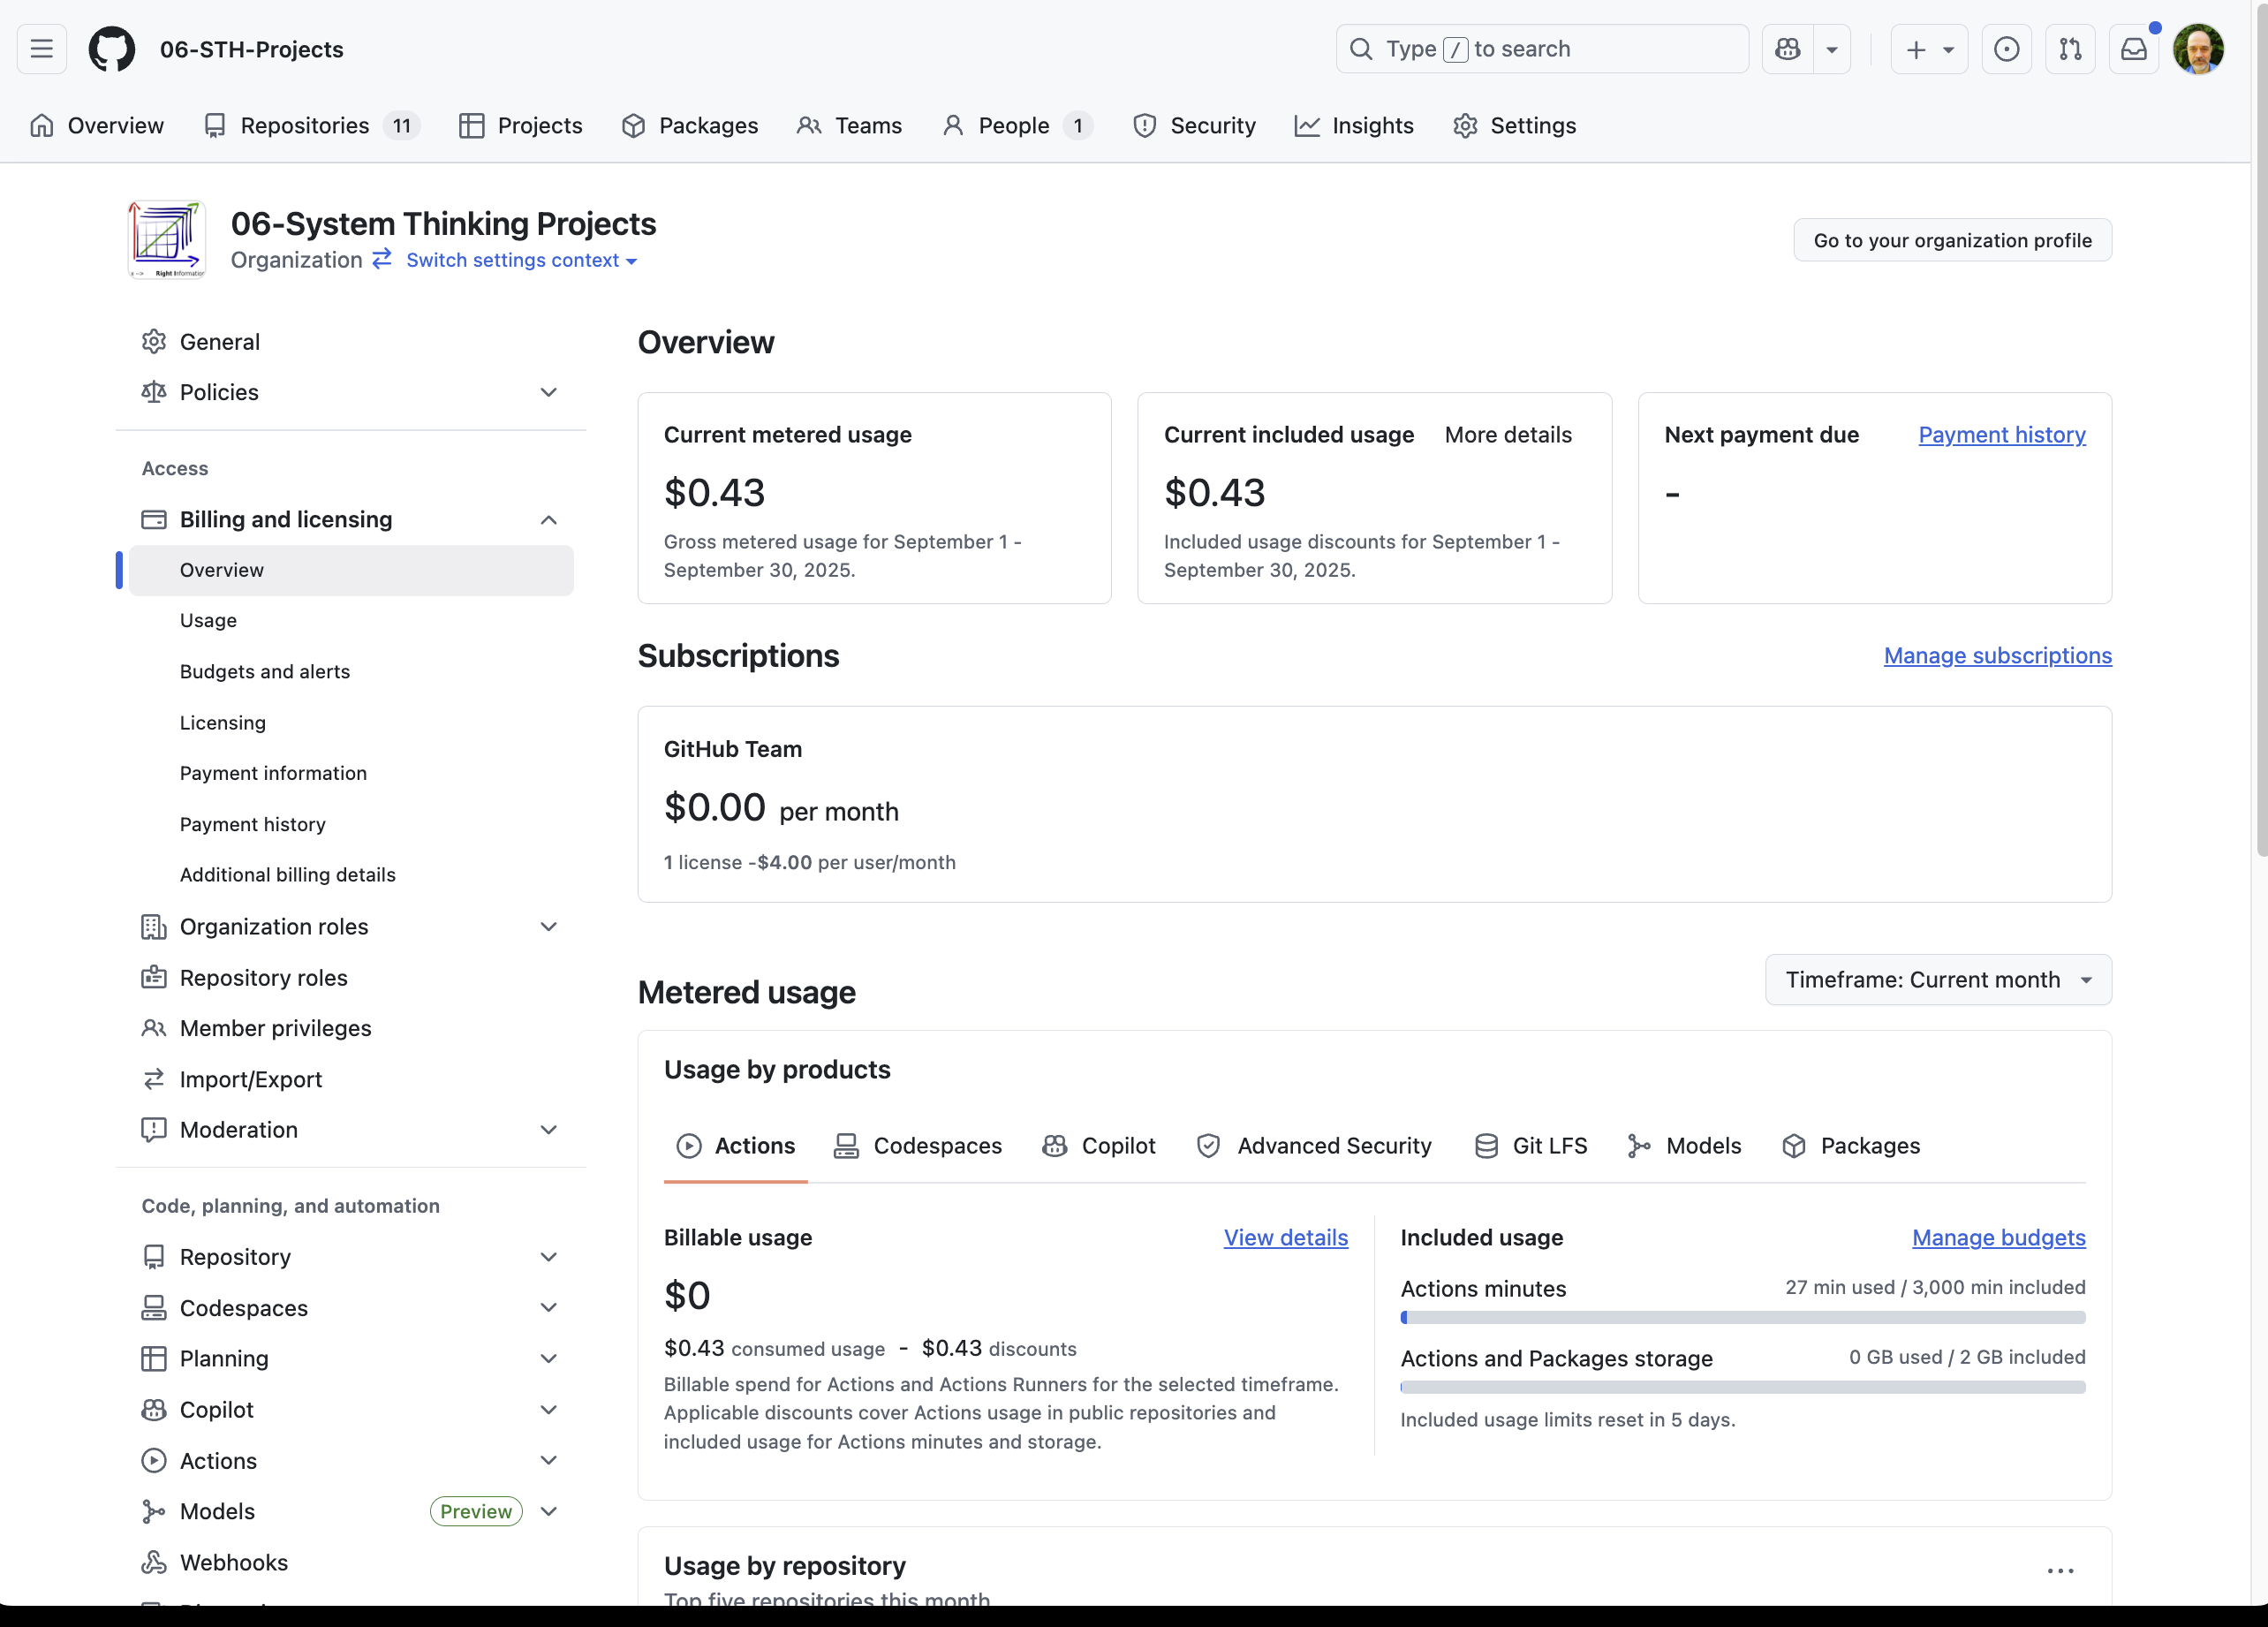 06-STH-Projects
Type / to search
Overview
Repositories 11
Projects
Packages
Teams
People 1
Security
Insights
Settings
06-System Thinking Projects
Organization Switch settings context
Go to your organization profile
General
Policies
Access
Billing and licensing
Overview
Usage
Budgets and alerts
Licensing
Payment information
Payment history
Additional billing details
Organization roles
Repository roles
Member privileges
Import/Export
Moderation
Code, planning, and automation
Repository
Codespaces
Planning
Copilot
Actions
Models Preview
Webhooks
Overview
Current metered usage
$0.43
Gross metered usage for September 1 -
September 30, 2025.
Current included usage More details
$0.43
Included usage discounts for September 1 -
September 30, 2025.
Next payment due Payment history
-
Subscriptions Manage subscriptions
GitHub Team
$0.00 per month
1 license -$4.00 per user/month
Metered usage Timeframe: Current month
Usage by products
Actions
Codespaces
Copilot
Advanced Security
Git LFS
Models
Packages
Billable usage View details
$0
$0.43 consumed usage - $0.43 discounts
Billable spend for Actions and Actions Runners for the selected timeframe.
Applicable discounts cover Actions usage in public repositories and
included usage for Actions minutes and storage.
Included usage Manage budgets
Actions minutes 27 min used / 3,000 min included
Actions and Packages storage 0 GB used / 2 GB included
Included usage limits reset in 5 days.
Usage by repository
Top five repositories this month